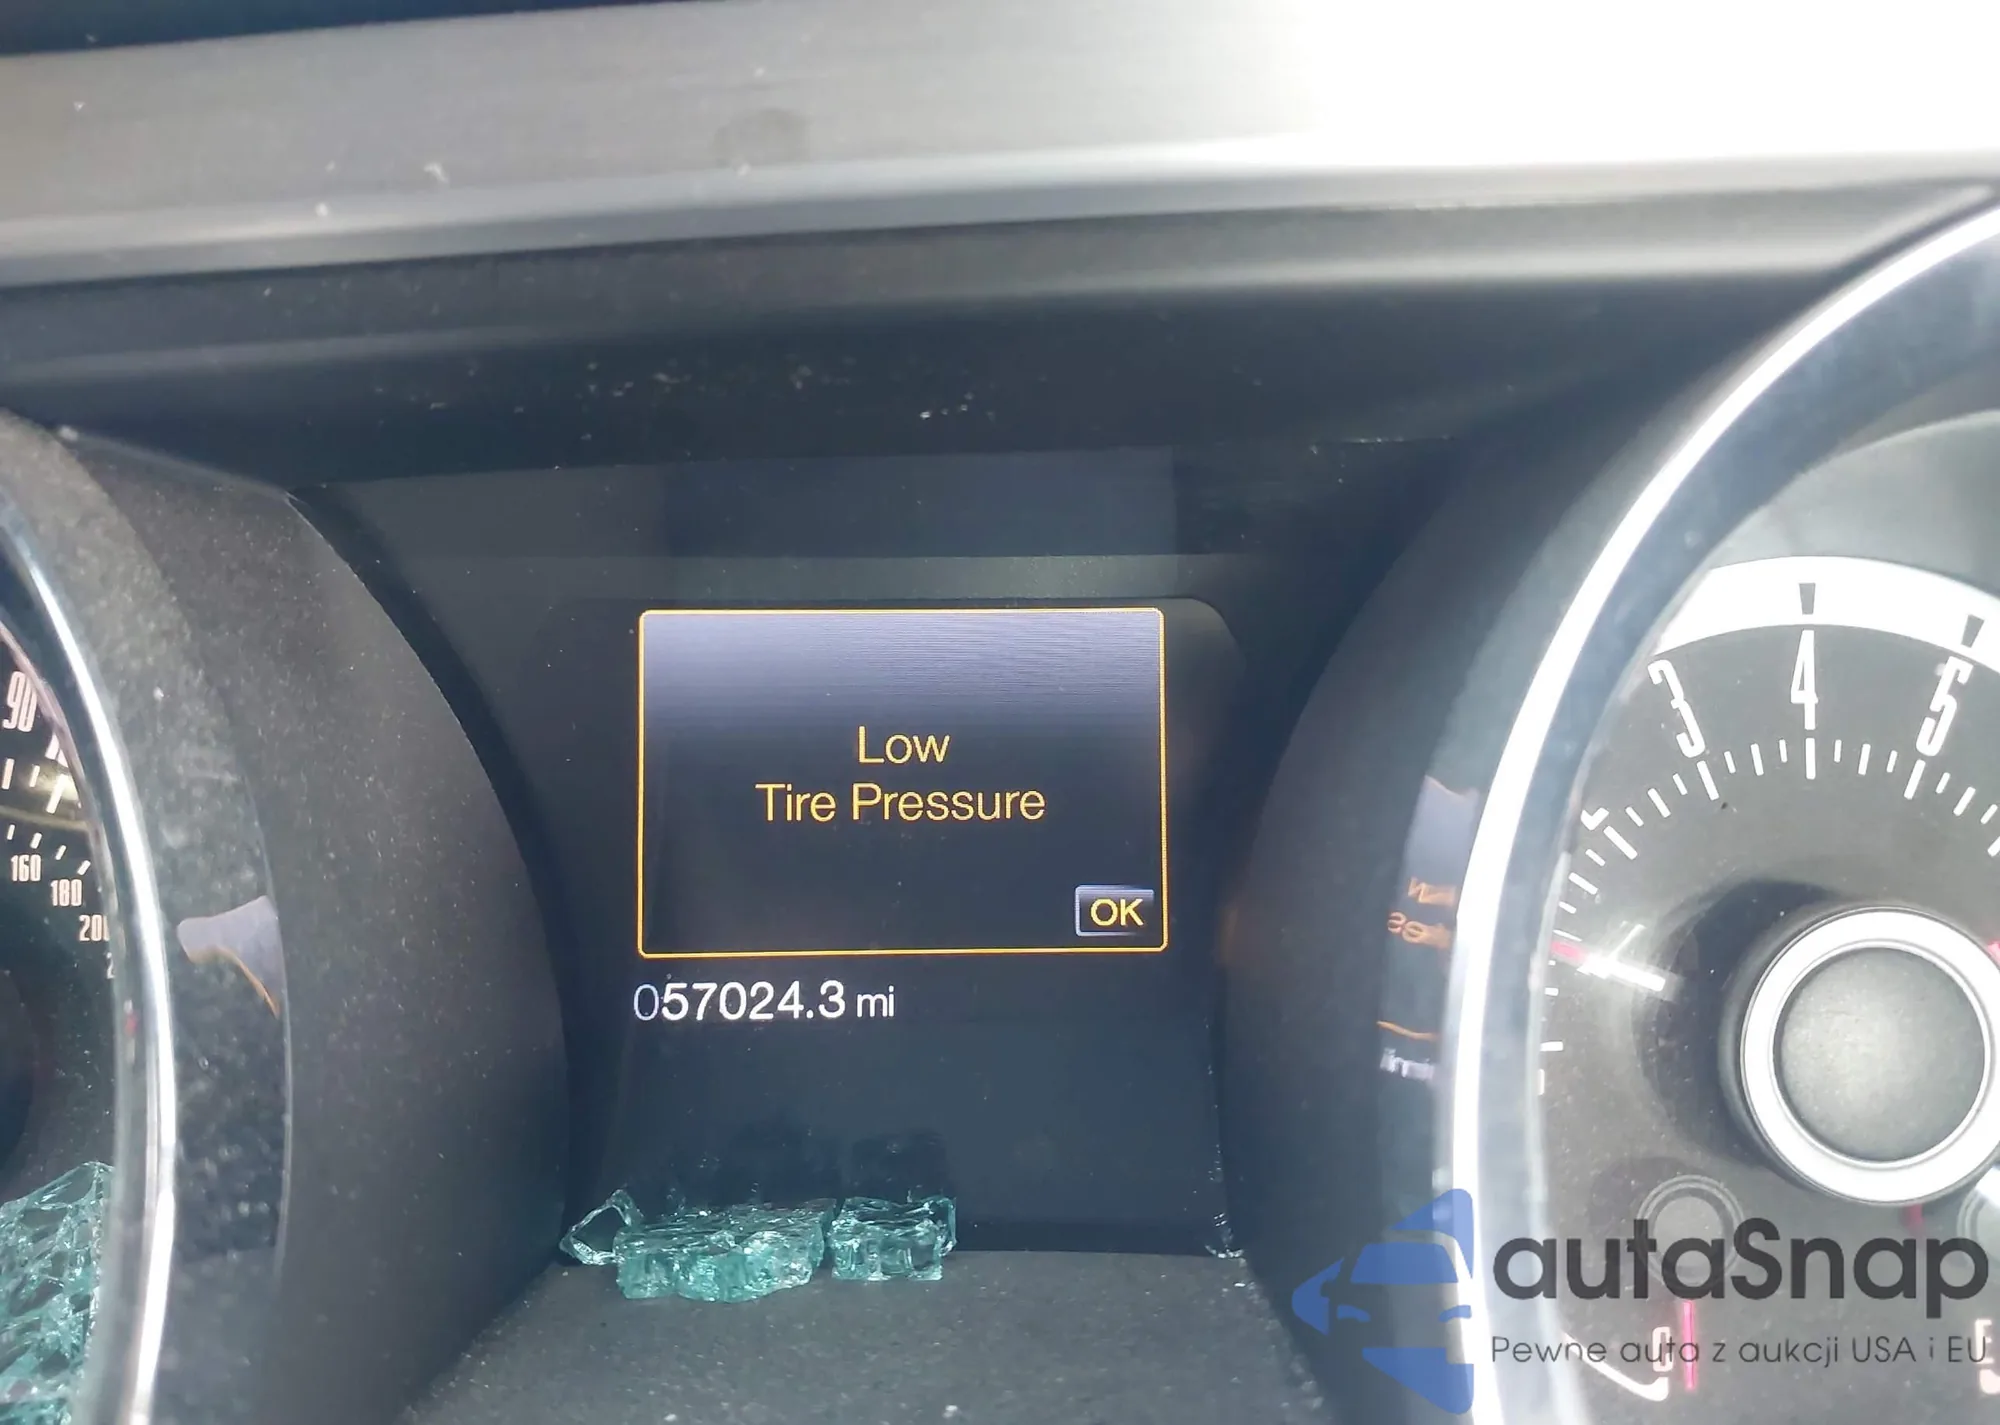 Low
Tire Pressure
OK
057024.3 mi
90
160
180
3
4
5
autaSnap
Pewne auta z aukcji USA i EU